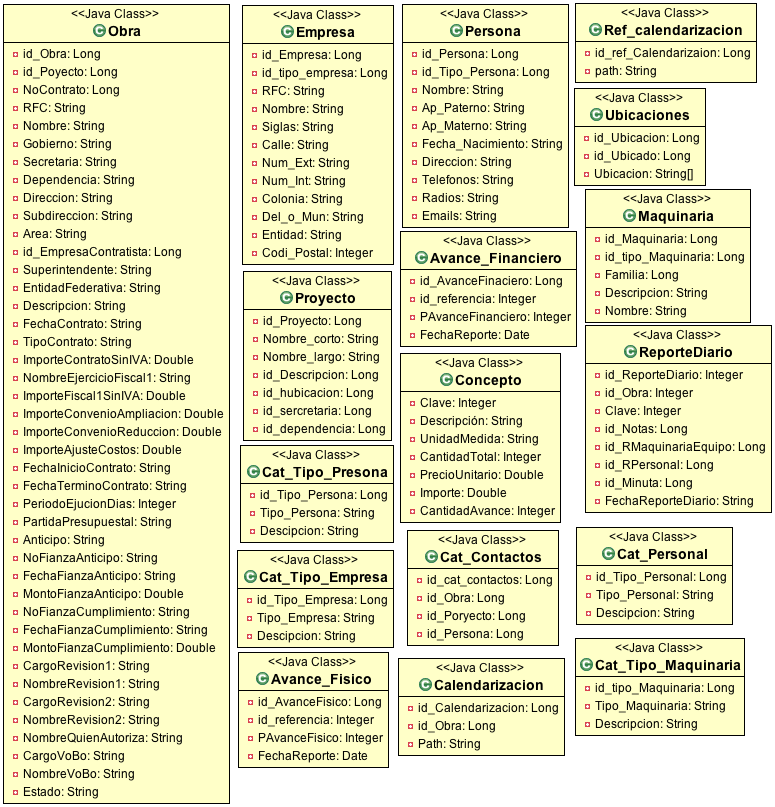 <<Java Class>>
C Obra
id_Obra: Long
id_Poyecto: Long
NoContrato: Long
RFC: String
Nombre: String
Gobierno: String
Secretaria: String
Dependencia: String
Direccion: String
Subdireccion: String
Area: String
id_EmpresaContratista: Long
Superintendente: String
EntidadFederativa: String
Descripcion: String
FechaContrato: String
TipoContrato: String
ImporteContratoSinIVA: Double
NombreEjercicioFiscal1: String
ImporteFiscal1SinIVA: Double
ImporteConvenioAmpliacion: Double
ImporteConvenioReduccion: Double
ImporteAjusteCostos: Double
FechaInicioContrato: String
FechaTerminoContrato: String
PeriodoEjucionDias: Integer
PartidaPresupuestal: String
Anticipo: String
NoFianzaAnticipo: String
FechaFianzaAnticipo: String
MontoFianzaAnticipo: Double
NoFianzaCumplimiento: String
FechaFianzaCumplimiento: String
MontoFianzaCumplimiento: Double
CargoRevision1: String
NombreRevision1: String
CargoRevision2: String
NombreRevision2: String
NombreQuienAutoriza: String
CargoVoBo: String
NombreVoBo: String
Estado: String
<<Java Class>>
C Empresa
id_Empresa: Long
id_tipo_empresa: Long
RFC: String
Nombre: String
Siglas: String
Calle: String
Num_Ext: String
Num_Int: String
Colonia: String
Del_o_Mun: String
Entidad: String
Codi_Postal: Integer
<<Java Class>>
C Proyecto
id_Proyecto: Long
Nombre_corto: String
Nombre_largo: String
id_Descripcion: Long
id_hubicacion: Long
id_sercretaria: Long
id_dependencia: Long
<<Java Class>>
C Cat_Tipo_Presona
id_Tipo_Persona: Long
Tipo_Persona: String
Descipcion: String
<<Java Class>>
C Cat_Tipo_Empresa
id_Tipo_Empresa: Long
Tipo_Empresa: String
Descipcion: String
<<Java Class>>
C Avance_Fisico
id_AvanceFisico: Long
id_referencia: Integer
PAvanceFisico: Integer
FechaReporte: Date
<<Java Class>>
C Persona
id_Persona: Long
id_Tipo_Persona: Long
Nombre: String
Ap_Paterno: String
Ap_Materno: String
Fecha_Nacimiento: String
Direccion: String
Telefonos: String
Radios: String
Emails: String
<<Java Class>>
C Avance_Financiero
id_AvanceFinaciero: Long
id_referencia: Integer
PAvanceFinanciero: Integer
FechaReporte: Date
<<Java Class>>
C Concepto
Clave: Integer
Descripción: String
UnidadMedida: String
CantidadTotal: Integer
PrecioUnitario: Double
Importe: Double
CantidadAvance: Integer
<<Java Class>>
C Cat_Contactos
id_cat_contactos: Long
id_Obra: Long
id_Poryecto: Long
id_Persona: Long
<<Java Class>>
C Calendarizacion
id_Calendarizacion: Long
id_Obra: Long
Path: String
<<Java Class>>
C Ref_calendarizacion
id_ref_Calendarizaion: Long
path: String
<<Java Class>>
C Ubicaciones
id_Ubicacion: Long
id_Ubicado: Long
Ubicacion: String[]
<<Java Class>>
C Maquinaria
id_Maquinaria: Long
id_tipo_Maquinaria: Long
Familia: Long
Descripcion: String
Nombre: String
<<Java Class>>
C ReporteDiario
id_ReporteDiario: Integer
id_Obra: Integer
Clave: Integer
id_Notas: Long
id_RMaquinariaEquipo: Long
id_RPersonal: Long
id_Minuta: Long
FechaReporteDiario: String
<<Java Class>>
C Cat_Personal
id_Tipo_Personal: Long
Tipo_Personal: String
Descipcion: String
<<Java Class>>
C Cat_Tipo_Maquinaria
id_tipo_Maquinaria: Long
Tipo_Maquinaria: String
Descripcion: String